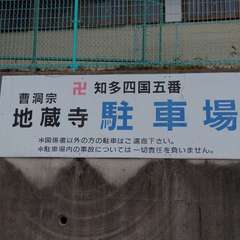 卍 知多四国五番
曹洞宗
地蔵寺 駐車場
※関係者以外の方の駐車はご遠慮下さい。
※駐車場内の事故については一切責任を負いません。